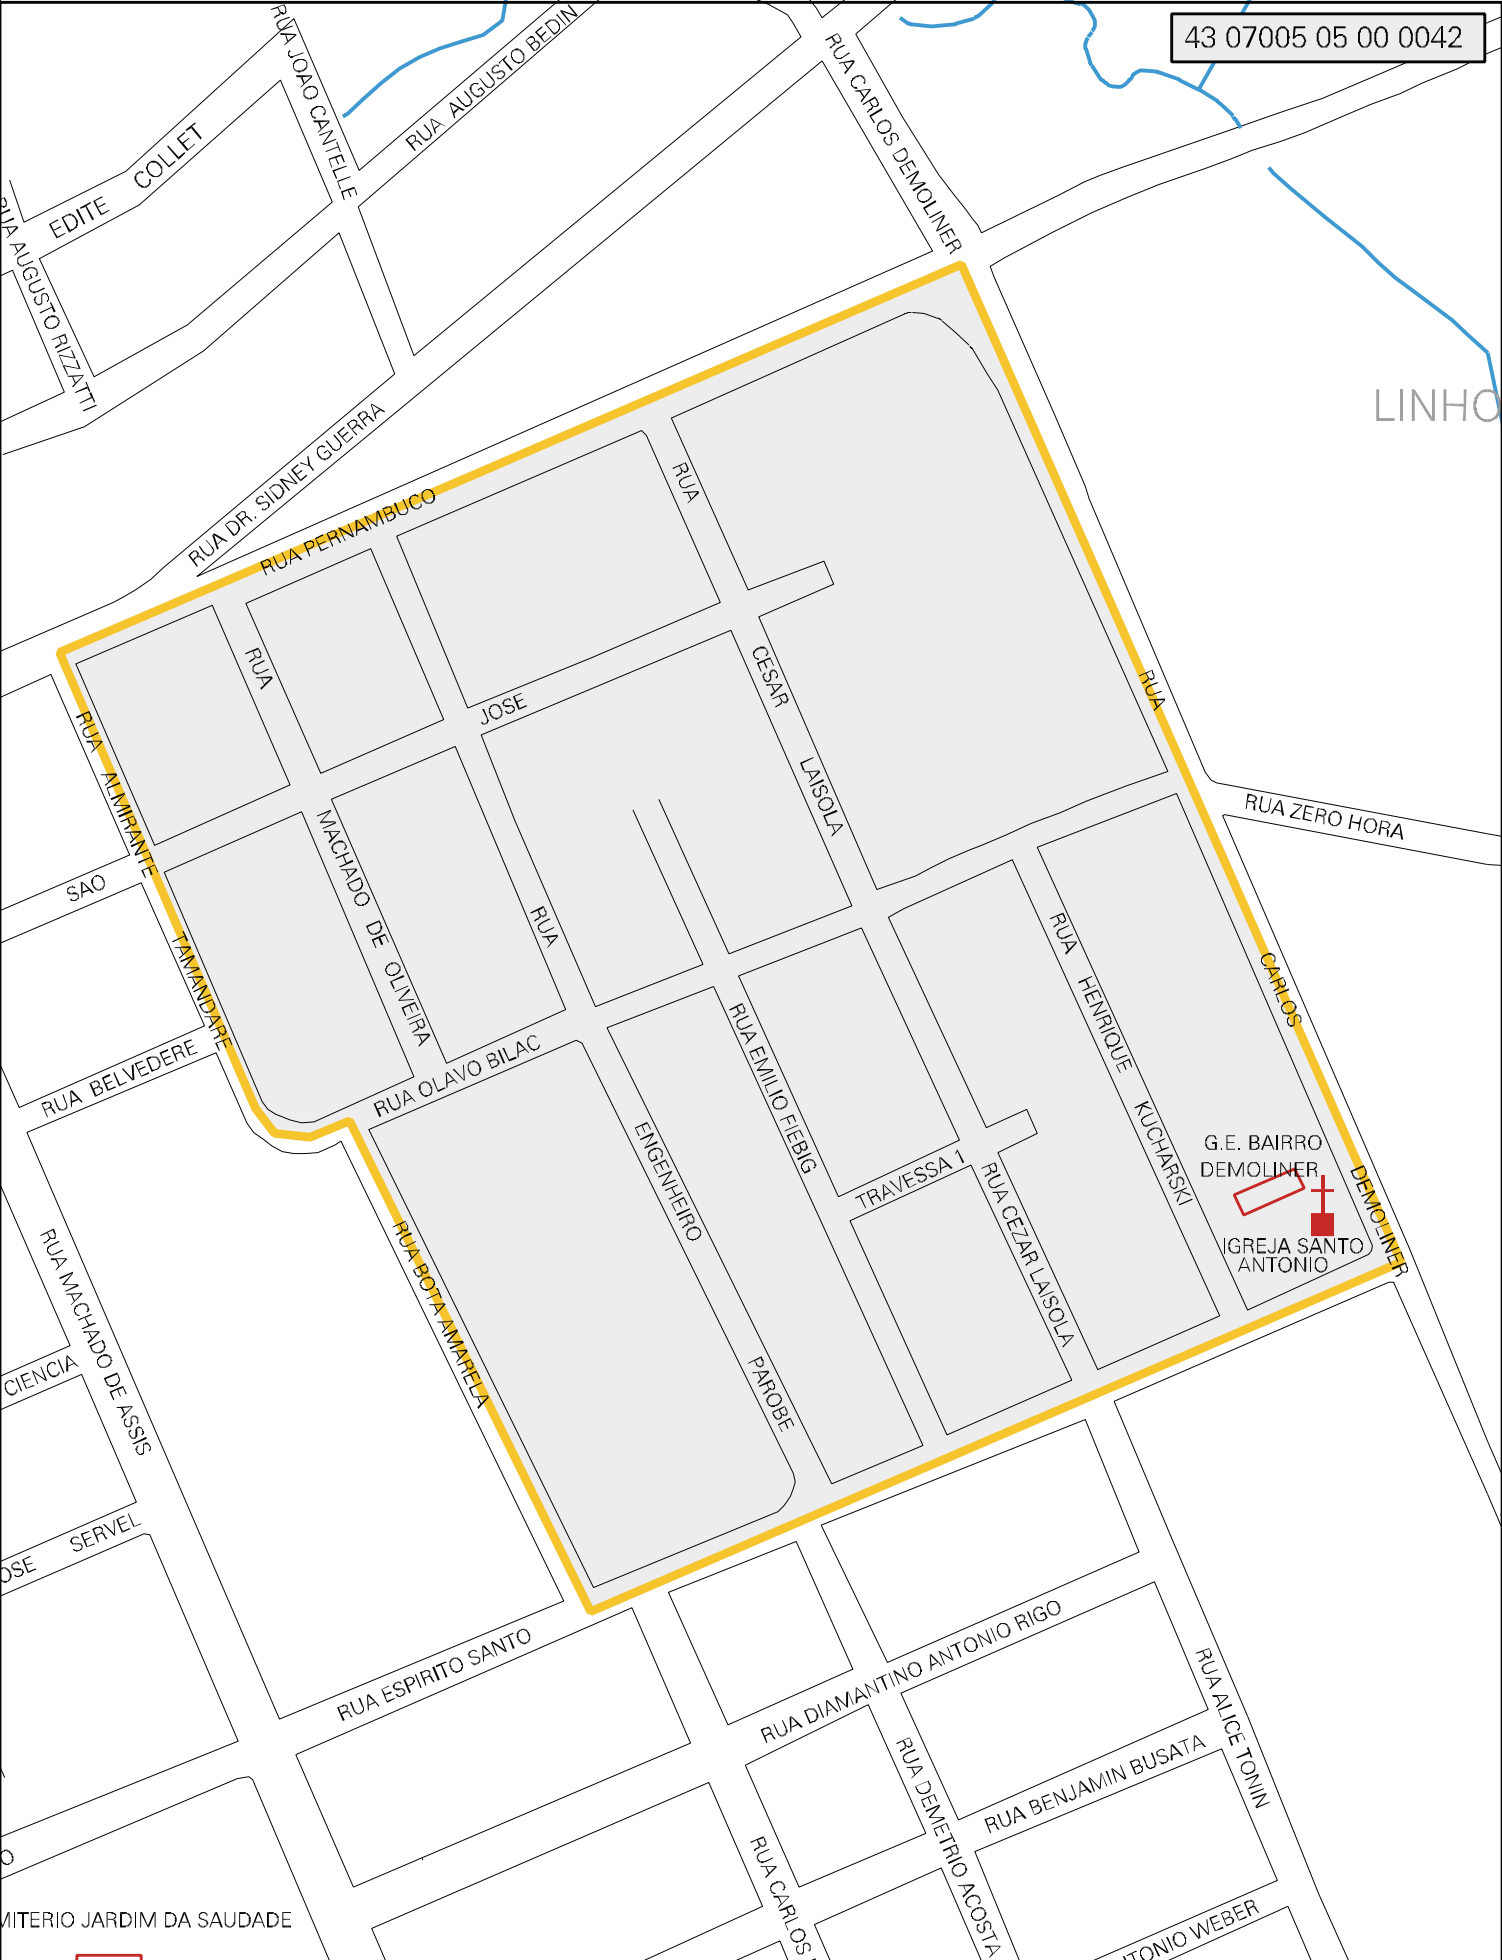 43 07005 05 00 0042
RUA JOAO CANTELLE
RUA AUGUSTO BEDIN
RUA CARLOS DEMOLINER
EDITE COLLET
RUA AUGUSTO RIZZATTI
LINHO
RUA DR. SIDNEY GUERRA
RUA PERNAMBUCO
RUA
CESAR
LAISOLA
RUA
MACHADO DE OLIVEIRA
JOSE
RUA ALMIRANTE TAMANDARE
SAO
RUA
ENGENHEIRO
PAROBE
RUA CARLOS DEMOLINER
RUA ZERO HORA
RUA BELVEDERE
RUA OLAVO BILAC
RUA EMILIO FIEBIG
RUA HENRIQUE KUCHARSKI
TRAVESSA 1
RUA CEZAR LAISOLA
G.E. BAIRRO
DEMOLINER
IGREJA SANTO
ANTONIO
RUA BOTA AMARELA
RUA MACHADO DE ASSIS
CIENCIA
OSE SERVEL
RUA ESPIRITO SANTO
RUA DIAMANTINO ANTONIO RIGO
RUA ALICE TONIN
RUA DEMETRIO ACOSTA
RUA BENJAMIN BUSATA
RUA CARLOS
O
MITERIO JARDIM DA SAUDADE
TONIO WEBER